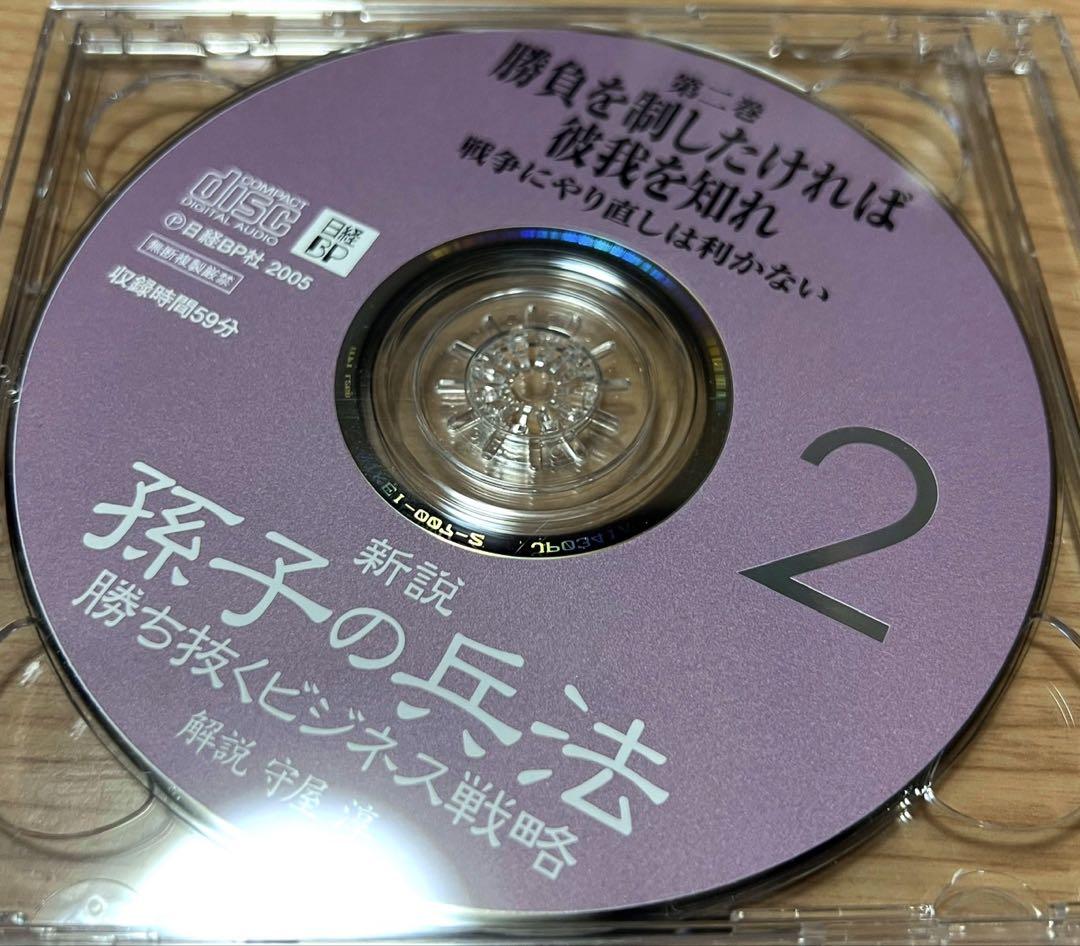 第二巻
勝負を制したければ
彼我を知れ
戦争にやり直しは利かない
COMPACT
disc
DIGITAL AUDIO
日経
BP
Ⓟ日経BP社 2005
無断複製厳禁
収録時間59分
2
新説
孫子の兵法
勝ち抜くビジネス戦略
解説 守屋 淳